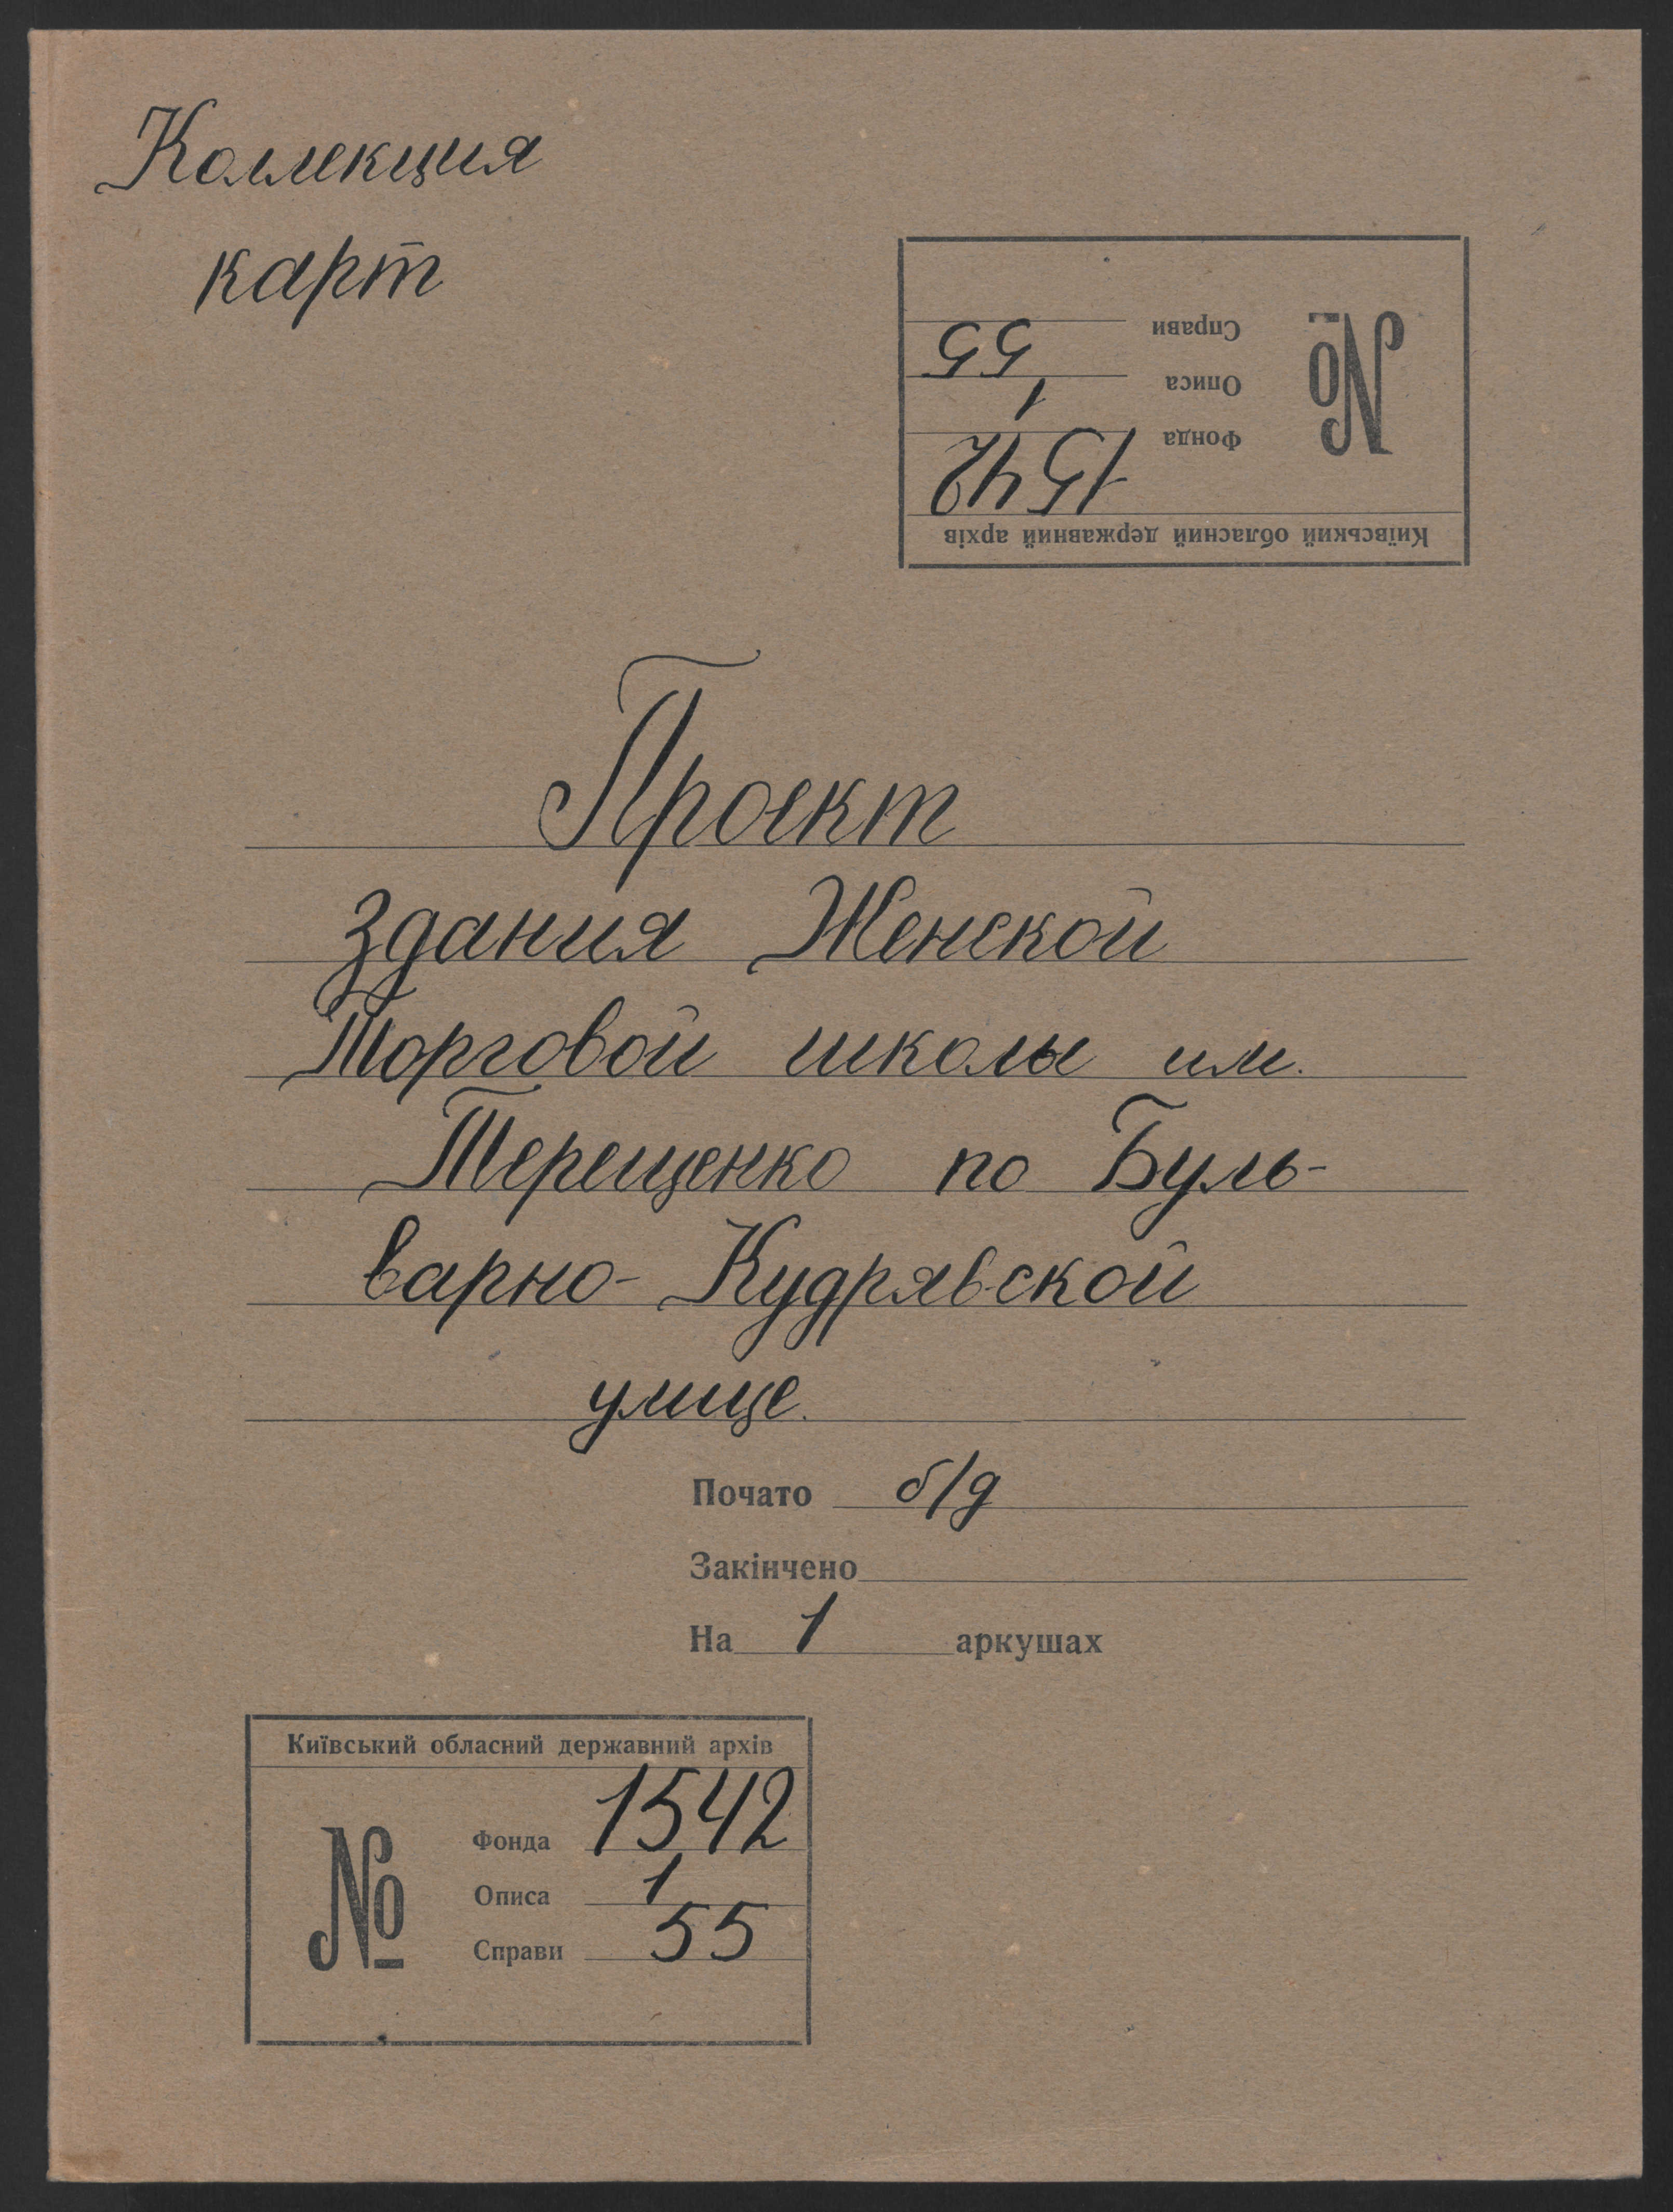 Коллекция
карт
Київський обласний державний архів
№
Фонда 1542
Описа 1
Справи 55
Проект
здания Женской
Торговой школы им.
Терещенко по Буль-
варно-Кудрявской
улице.
Почато б/д
Закінчено
На 1 аркушах
Київський обласний державний архів
№
Фонда 1542
Описа 1
Справи 55